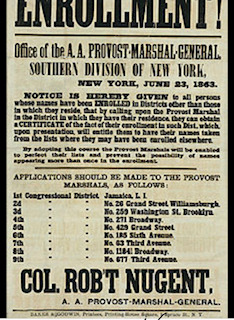 ENROLLMENT!
Office of the A. A. PROVOST-MARSHAL-GENERAL,
SOUTHERN DIVISION OF NEW YORK,
NEW YORK, JUNE 23, 1863.
NOTICE IS HEREBY GIVEN to all persons
whose names have been ENROLLED in Districts other than those
in which they reside, that by calling upon the Provost Marshal
in the District in which they have their residence, they can obtain
a CERTIFICATE of the fact of their enrollment in such District, which,
upon presentation, will entitle them to have their names taken
from the lists where they may have been elsewhere enrolled.
By adopting this course the Provost Marshals will be enabled
to perfect their lists and prevent the possibility of names
appearing more than once in the enrollment.
APPLICATIONS SHOULD BE MADE TO THE PROVOST
MARSHALS, AS FOLLOWS:
1st Congressional District Jamaica, L. I.
2d " " No. 26 Grand Street Williamsburgh.
3d " " No. 259 Washington St. Brooklyn.
4th " " No. 271 Broadway.
5th " " No. 429 Grand Street.
6th " " No. 185 Sixth Avenue.
7th " " No. 63 Third Avenue.
8th " " No. 1184 Broadway.
9th " " No. 677 Third Avenue.
COL. ROB'T NUGENT,
A. A. PROVOST-MARSHAL-GENERAL.
BAKER & GODWIN, Printers, Printing-House Square, Spruce St., N. Y.